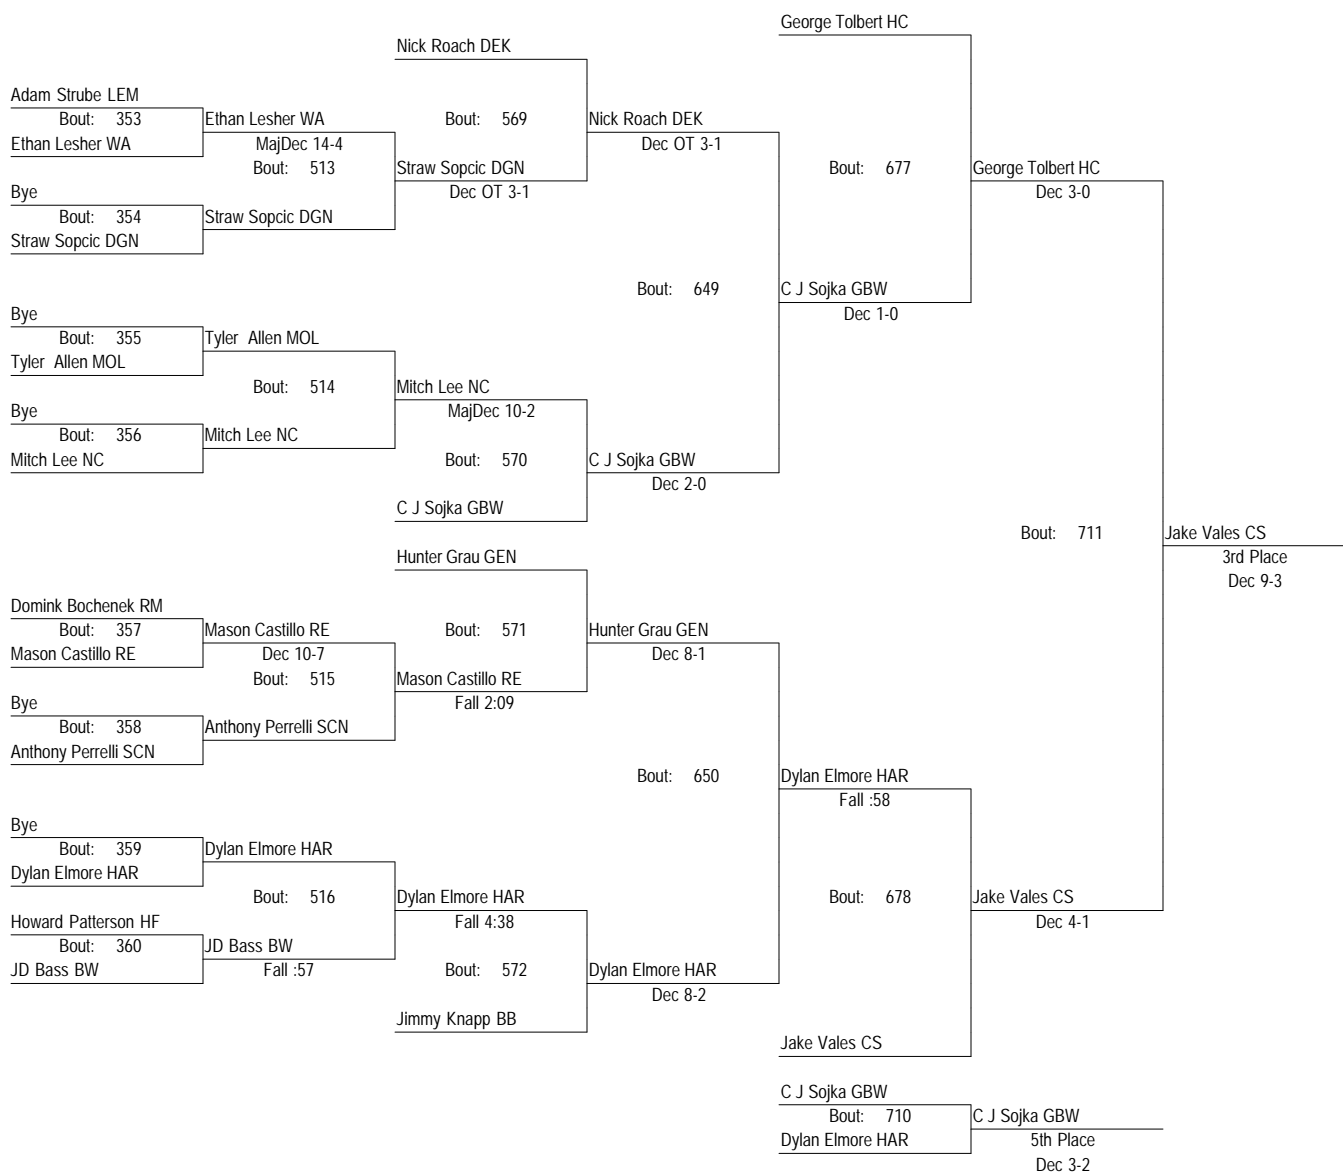 George Tolbert HC
Nick Roach DEK
Adam Strube LEM
Bout: 353
Ethan Lesher WA
Ethan Lesher WA
MajDec 14-4
Bout: 513
Bye
Bout: 354
Straw Sopcic DGN
Straw Sopcic DGN
Straw Sopcic DGN
Dec OT 3-1
Bout: 569
Nick Roach DEK
Dec OT 3-1
Bye
Bout: 355
Tyler Allen MOL
Tyler Allen MOL
Bout: 514
Bye
Bout: 356
Mitch Lee NC
Mitch Lee NC
Mitch Lee NC
MajDec 10-2
Bout: 570
C J Sojka GBW
C J Sojka GBW
Dec 2-0
Bout: 649
C J Sojka GBW
Dec 1-0
Bout: 677
George Tolbert HC
Dec 3-0
Hunter Grau GEN
Domink Bochenek RM
Bout: 357
Mason Castillo RE
Mason Castillo RE
Dec 10-7
Bout: 515
Bye
Bout: 358
Anthony Perrelli SCN
Anthony Perrelli SCN
Mason Castillo RE
Fall 2:09
Bout: 571
Hunter Grau GEN
Dec 8-1
Bye
Bout: 359
Dylan Elmore HAR
Dylan Elmore HAR
Bout: 516
Howard Patterson HF
Bout: 360
JD Bass BW
JD Bass BW
Fall :57
Dylan Elmore HAR
Fall 4:38
Bout: 572
Jimmy Knapp BB
Dylan Elmore HAR
Dec 8-2
Bout: 650
Dylan Elmore HAR
Fall :58
Bout: 678
Jake Vales CS
Jake Vales CS
Dec 4-1
Bout: 711
Jake Vales CS
3rd Place
Dec 9-3
C J Sojka GBW
Bout: 710
Dylan Elmore HAR
C J Sojka GBW
5th Place
Dec 3-2